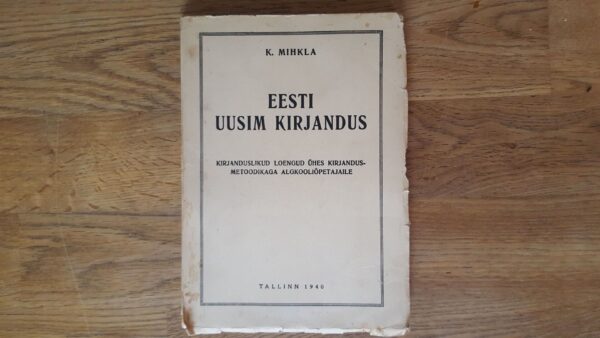 K. MIHKLA
EESTI
UUSIM KIRJANDUS
KIRJANDUSLIKUD LOENGUD ÜHES KIRJANDUS-
METOODIKAGA ALGKOOLIÕPETAJAILE
TALLINN 1940